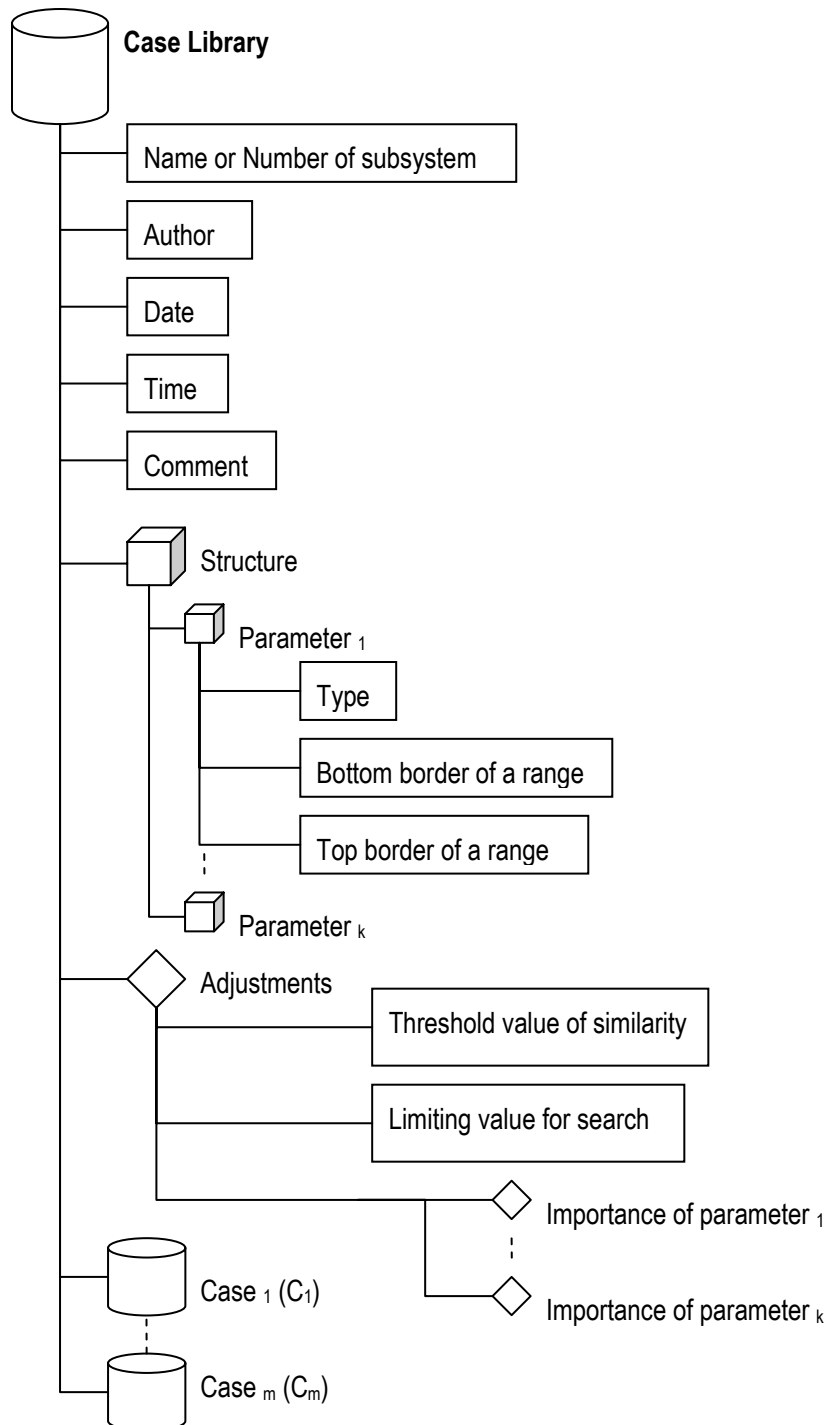 Case Library
Name or Number of subsystem
Author
Date
Time
Comment
Structure
Parameter 1
Type
Bottom border of a range
Top border of a range
Parameter k
Adjustments
Threshold value of similarity
Limiting value for search
Importance of parameter 1
Importance of parameter k
Case 1 (C1)
Case m (Cm)